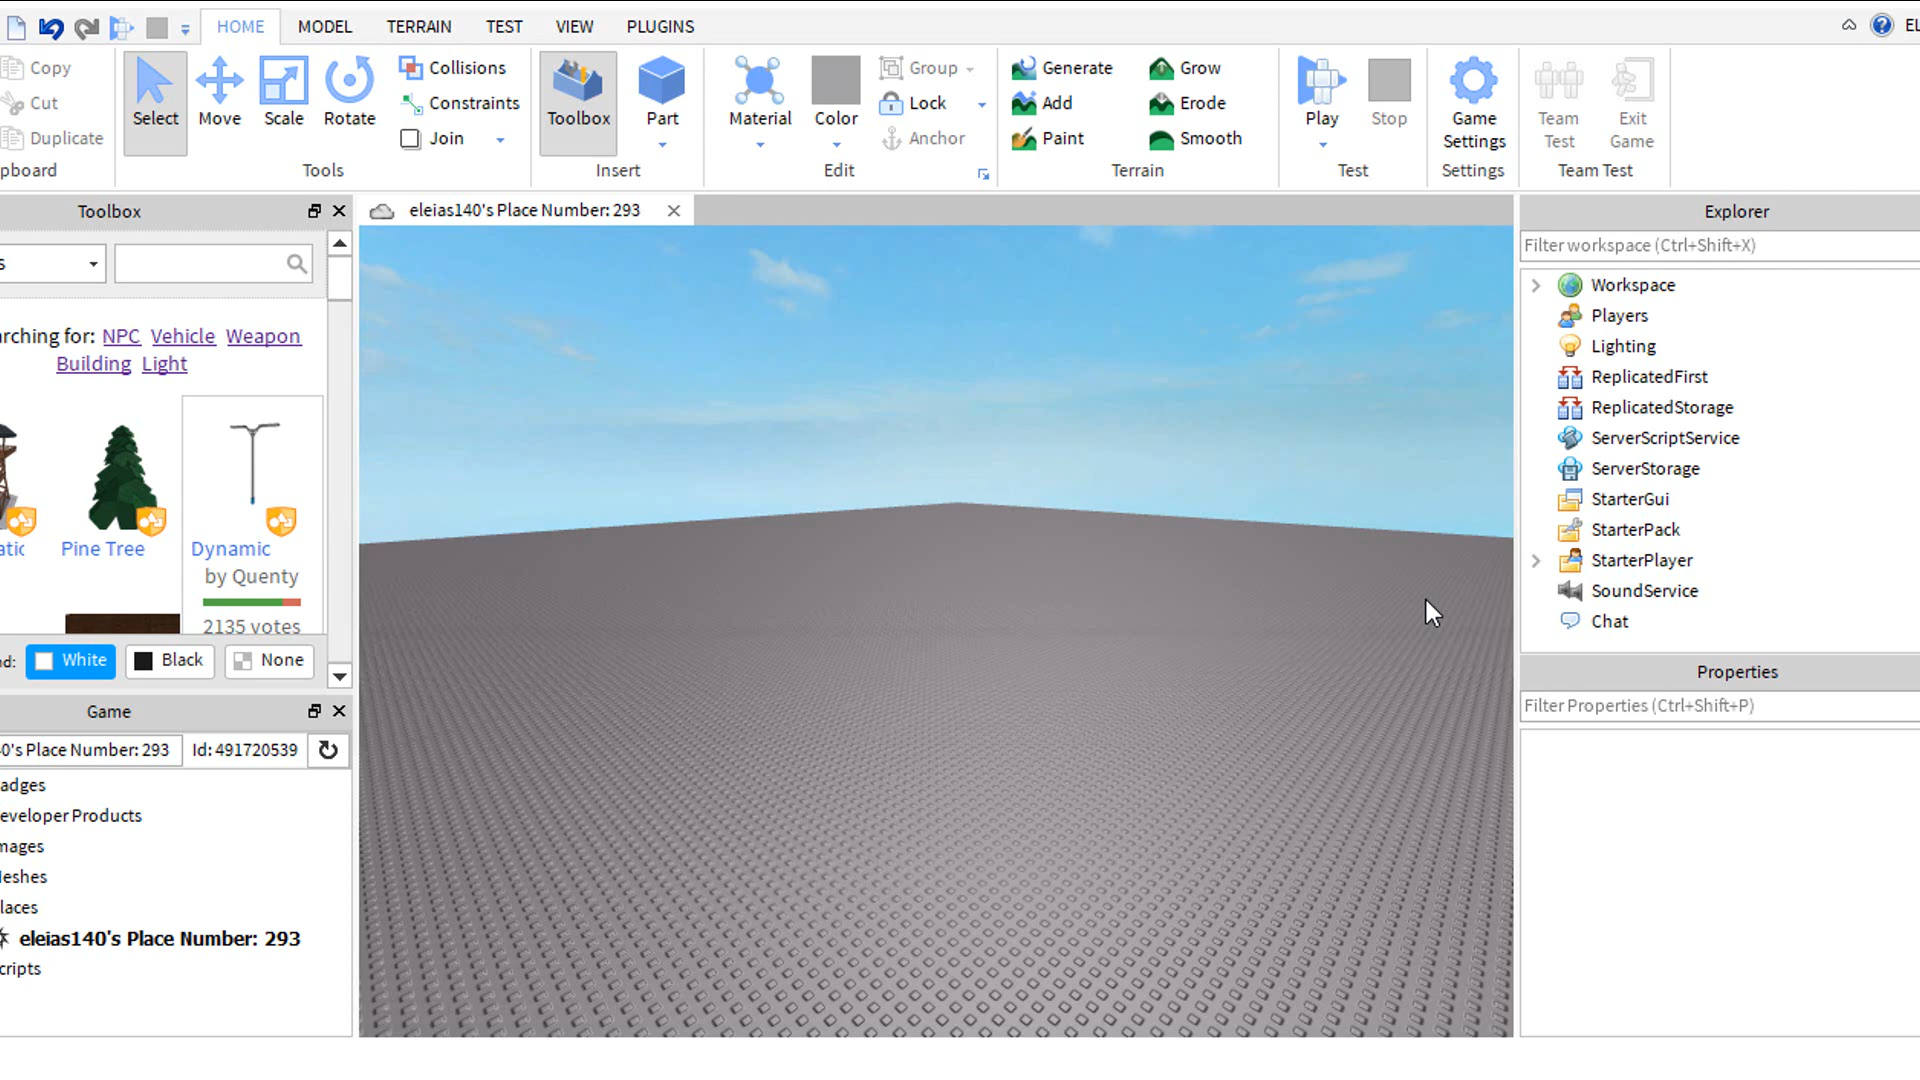 HOME MODEL TERRAIN TEST VIEW PLUGINS EL
Copy
Cut
Duplicate
pboard
Select Move Scale Rotate
Collisions
Constraints
Join
Tools
Toolbox Part
Insert
Material Color
Group
Lock
Anchor
Edit
Generate Grow
Add Erode
Paint Smooth
Terrain
Play Stop
Test
Game
Settings
Settings
Team
Test
Exit
Game
Team Test
Toolbox
s
arching for: NPC Vehicle Weapon
Building Light
atic Pine Tree Dynamic
by Quenty
2135 votes
nd: White Black None
Game
40's Place Number: 293 Id: 491720539
adges
eveloper Products
mages
Meshes
laces
eleias140's Place Number: 293
cripts
eleias140's Place Number: 293
Explorer
Filter workspace (Ctrl+Shift+X)
Workspace
Players
Lighting
ReplicatedFirst
ReplicatedStorage
ServerScriptService
ServerStorage
StarterGui
StarterPack
StarterPlayer
SoundService
Chat
Properties
Filter Properties (Ctrl+Shift+P)